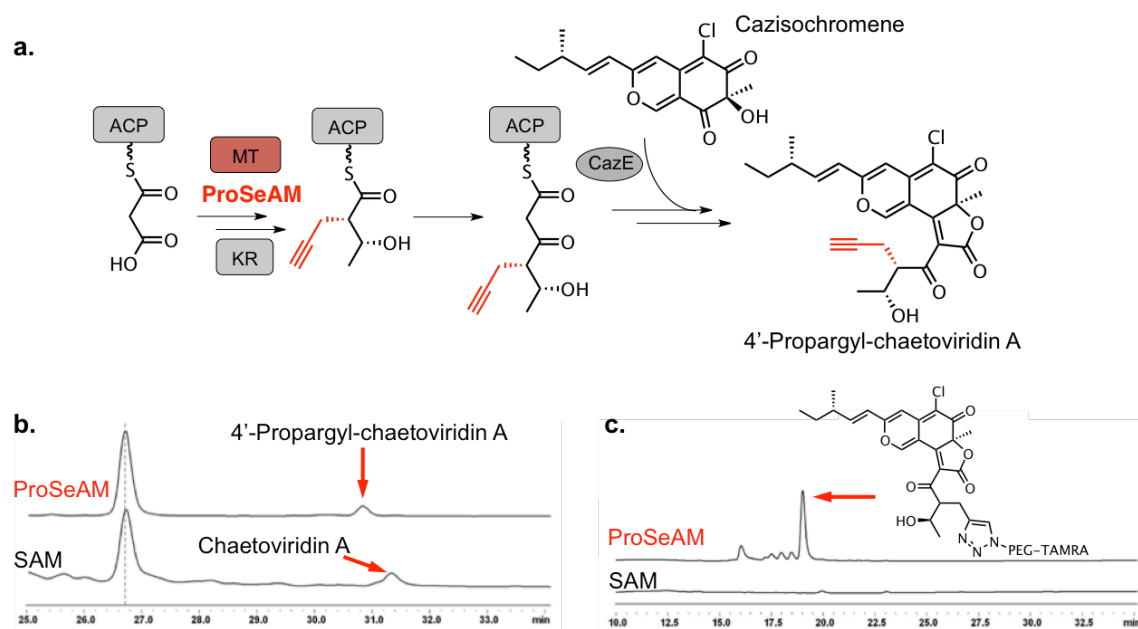 a.
Cazisochromene
Cl
O
O
OH
O
ACP
S
O
O
HO
MT
ProSeAM
KR
ACP
S
O
OH
ACP
S
O
O
OH
CazE
Cl
O
O
O
O
O
OH
4'-Propargyl-chaetoviridin A
b.
4'-Propargyl-chaetoviridin A
ProSeAM
Chaetoviridin A
SAM
25.0 26.0 27.0 28.0 29.0 30.0 31.0 32.0 33.0 min
c.
Cl
O
O
O
O
O
HO
N
N
N
PEG-TAMRA
ProSeAM
SAM
10.0 12.5 15.0 17.5 20.0 22.5 25.0 27.5 30.0 32.5 min